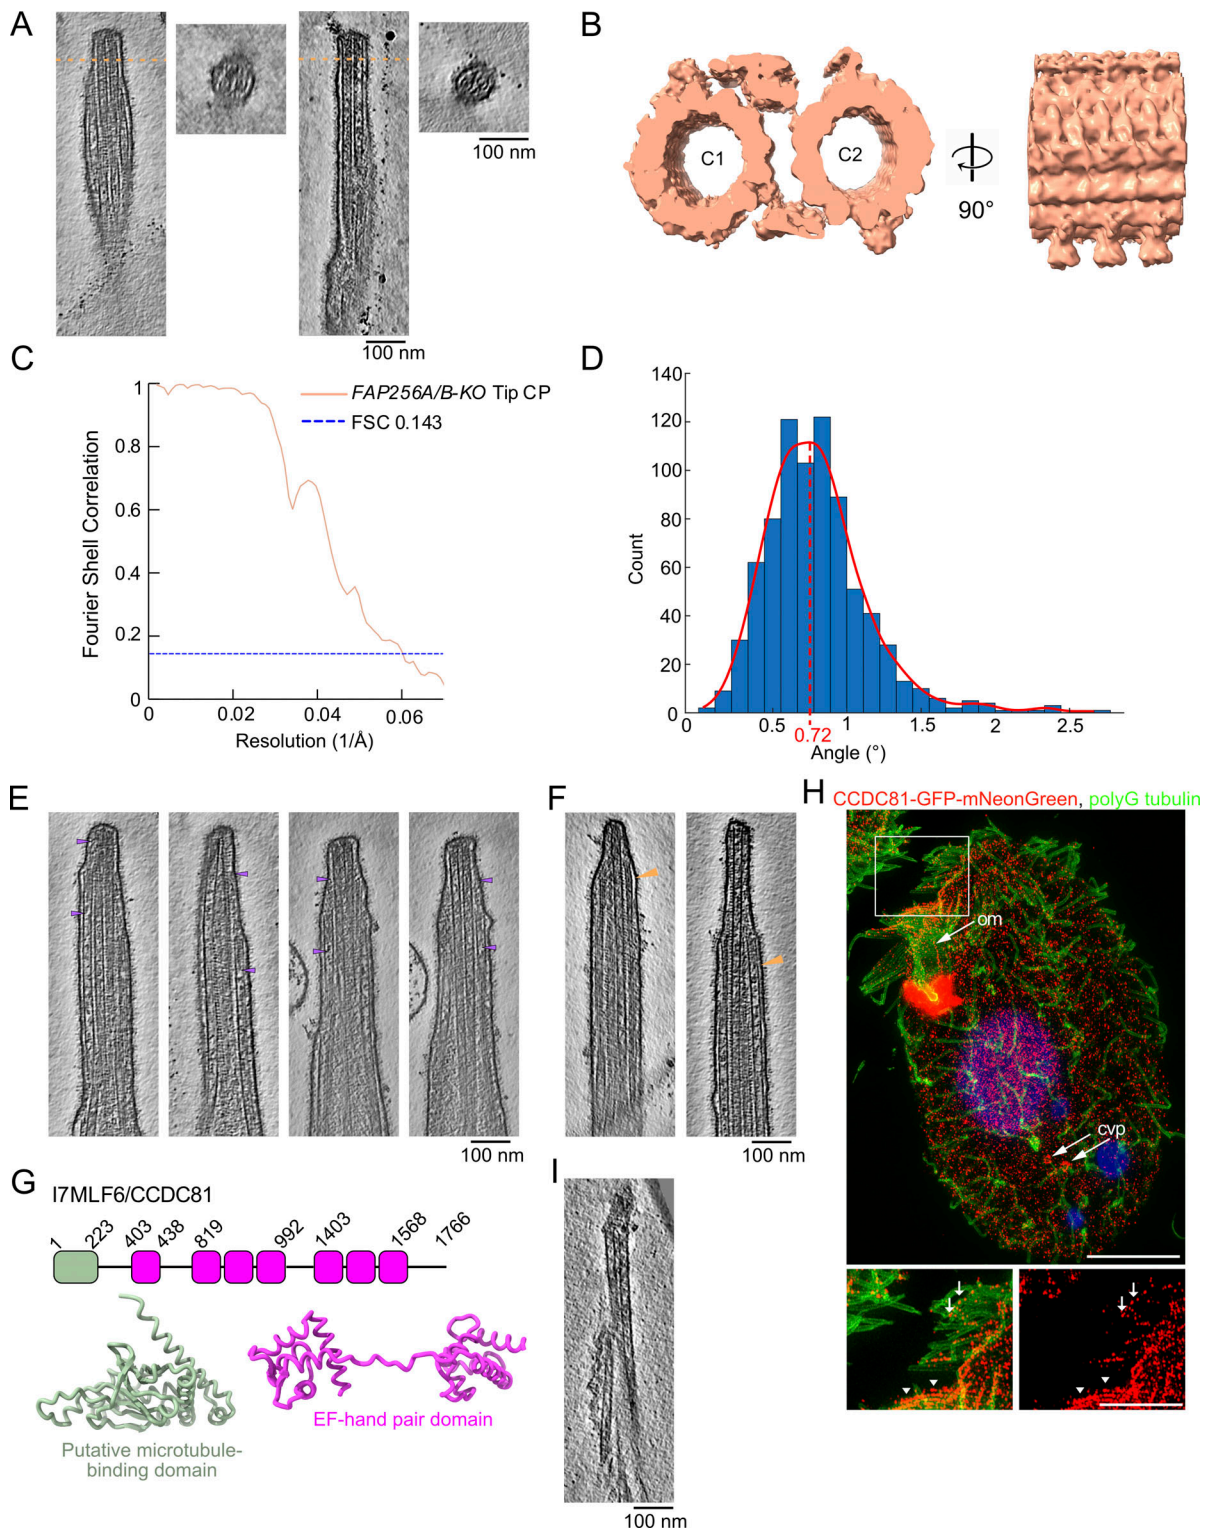 A
100 nm
100 nm
B
C1
C2
90°
C
Fourier Shell Correlation
1
0.8
0.6
0.4
0.2
0
FAP256A/B-KO Tip CP
FSC 0.143
0
0.02
0.04
0.06
Resolution (1/Å)
D
Count
140
120
100
80
60
40
20
0
0
0.5
1
1.5
2
2.5
0.72
Angle (°)
E
100 nm
F
100 nm
G
I7MLF6/CCDC81
1
223
403
438
819
992
1403
1568
1766
Putative microtubule-
binding domain
EF-hand pair domain
H
CCDC81-GFP-mNeonGreen, polyG tubulin
om
cvp
I
100 nm